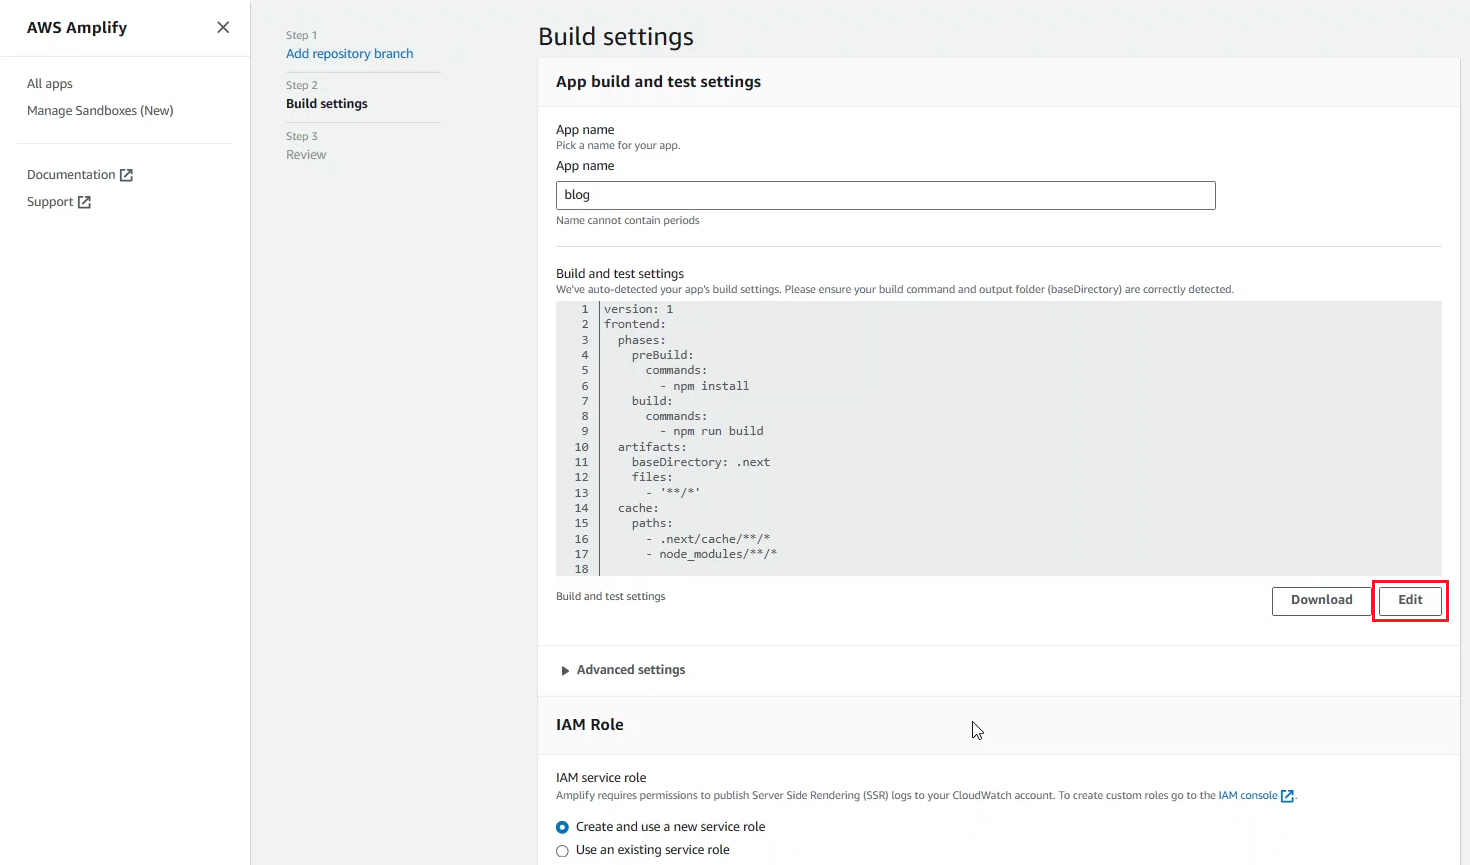 AWS Amplify
All apps
Manage Sandboxes (New)
Documentation
Support
Step 1
Add repository branch
Step 2
Build settings
Step 3
Review
Build settings
App build and test settings
App name
Pick a name for your app.
App name
blog
Name cannot contain periods
Build and test settings
We've auto-detected your app's build settings. Please ensure your build command and output folder (baseDirectory) are correctly detected.
1 version: 1
2 frontend:
3   phases:
4     preBuild:
5       commands:
6         - npm install
7     build:
8       commands:
9         - npm run build
10   artifacts:
11     baseDirectory: .next
12     files:
13       - '**/*'
14   cache:
15     paths:
16       - .next/cache/**/*
17       - node_modules/**/*
18
Build and test settings
Download
Edit
Advanced settings
IAM Role
IAM service role
Amplify requires permissions to publish Server Side Rendering (SSR) logs to your CloudWatch account. To create custom roles go to the IAM console.
Create and use a new service role
Use an existing service role